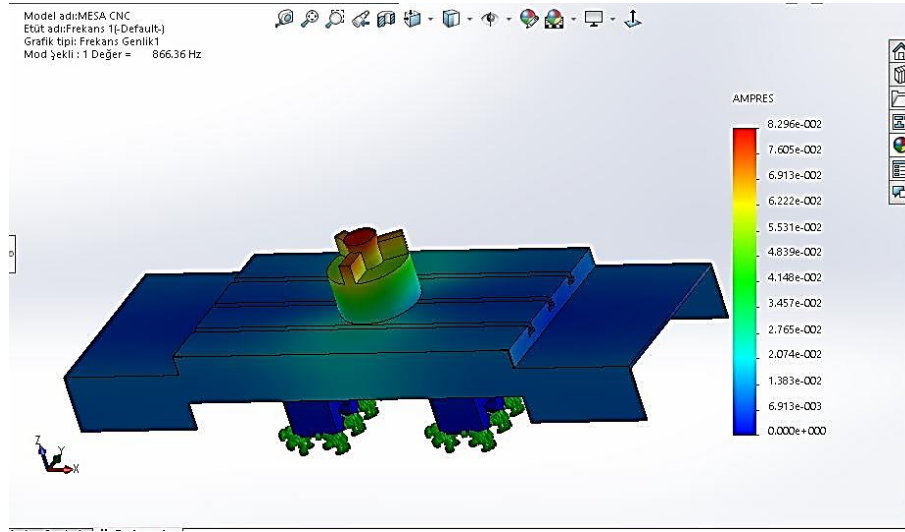 Model adı:MESA CNC
Etüt adı:Frekans 1(-Default-)
Grafik tipi: Frekans Genlik1
Mod Şekli : 1 Değer = 866.36 Hz
AMPRES
8.296e-002
7.605e-002
6.913e-002
6.222e-002
5.531e-002
4.839e-002
4.148e-002
3.457e-002
2.765e-002
2.074e-002
1.383e-002
6.913e-003
0.000e+000
Z
Y
X